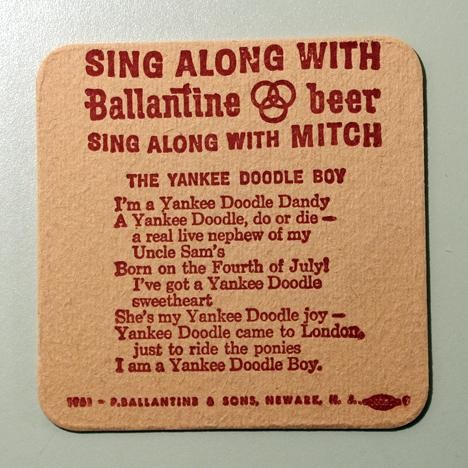 SING ALONG WITH
Ballantine beer
SING ALONG WITH MITCH
THE YANKEE DOODLE BOY
I'm a Yankee Doodle Dandy
A Yankee Doodle, do or die —
a real live nephew of my
Uncle Sam's
Born on the Fourth of July!
I've got a Yankee Doodle
sweetheart
She's my Yankee Doodle joy —
Yankee Doodle came to London,
just to ride the ponies
I am a Yankee Doodle Boy.
1961 - P. BALLANTINE & SONS, NEWARK, N. J.